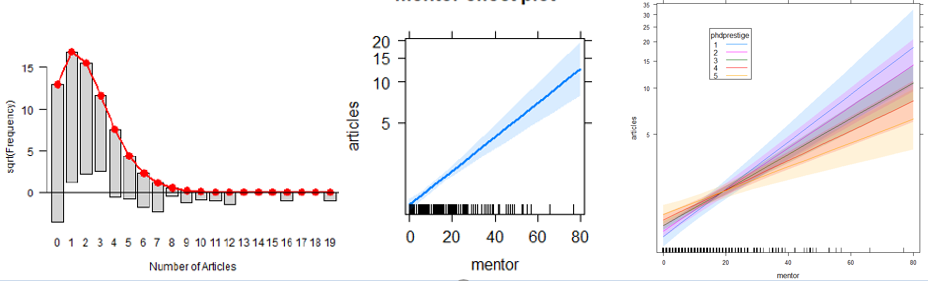 Mentor effect plot
sqrt(Frequency)
15
10
5
0
0 1 2 3 4 5 6 7 8 9 10 11 12 13 14 15 16 17 18 19
Number of Articles
articles
20
15
10
5
0 20 40 60 80
mentor
articles
35
30
25
20
15
10
5
phdprestige
1
2
3
4
5
0 20 40 60 80
mentor